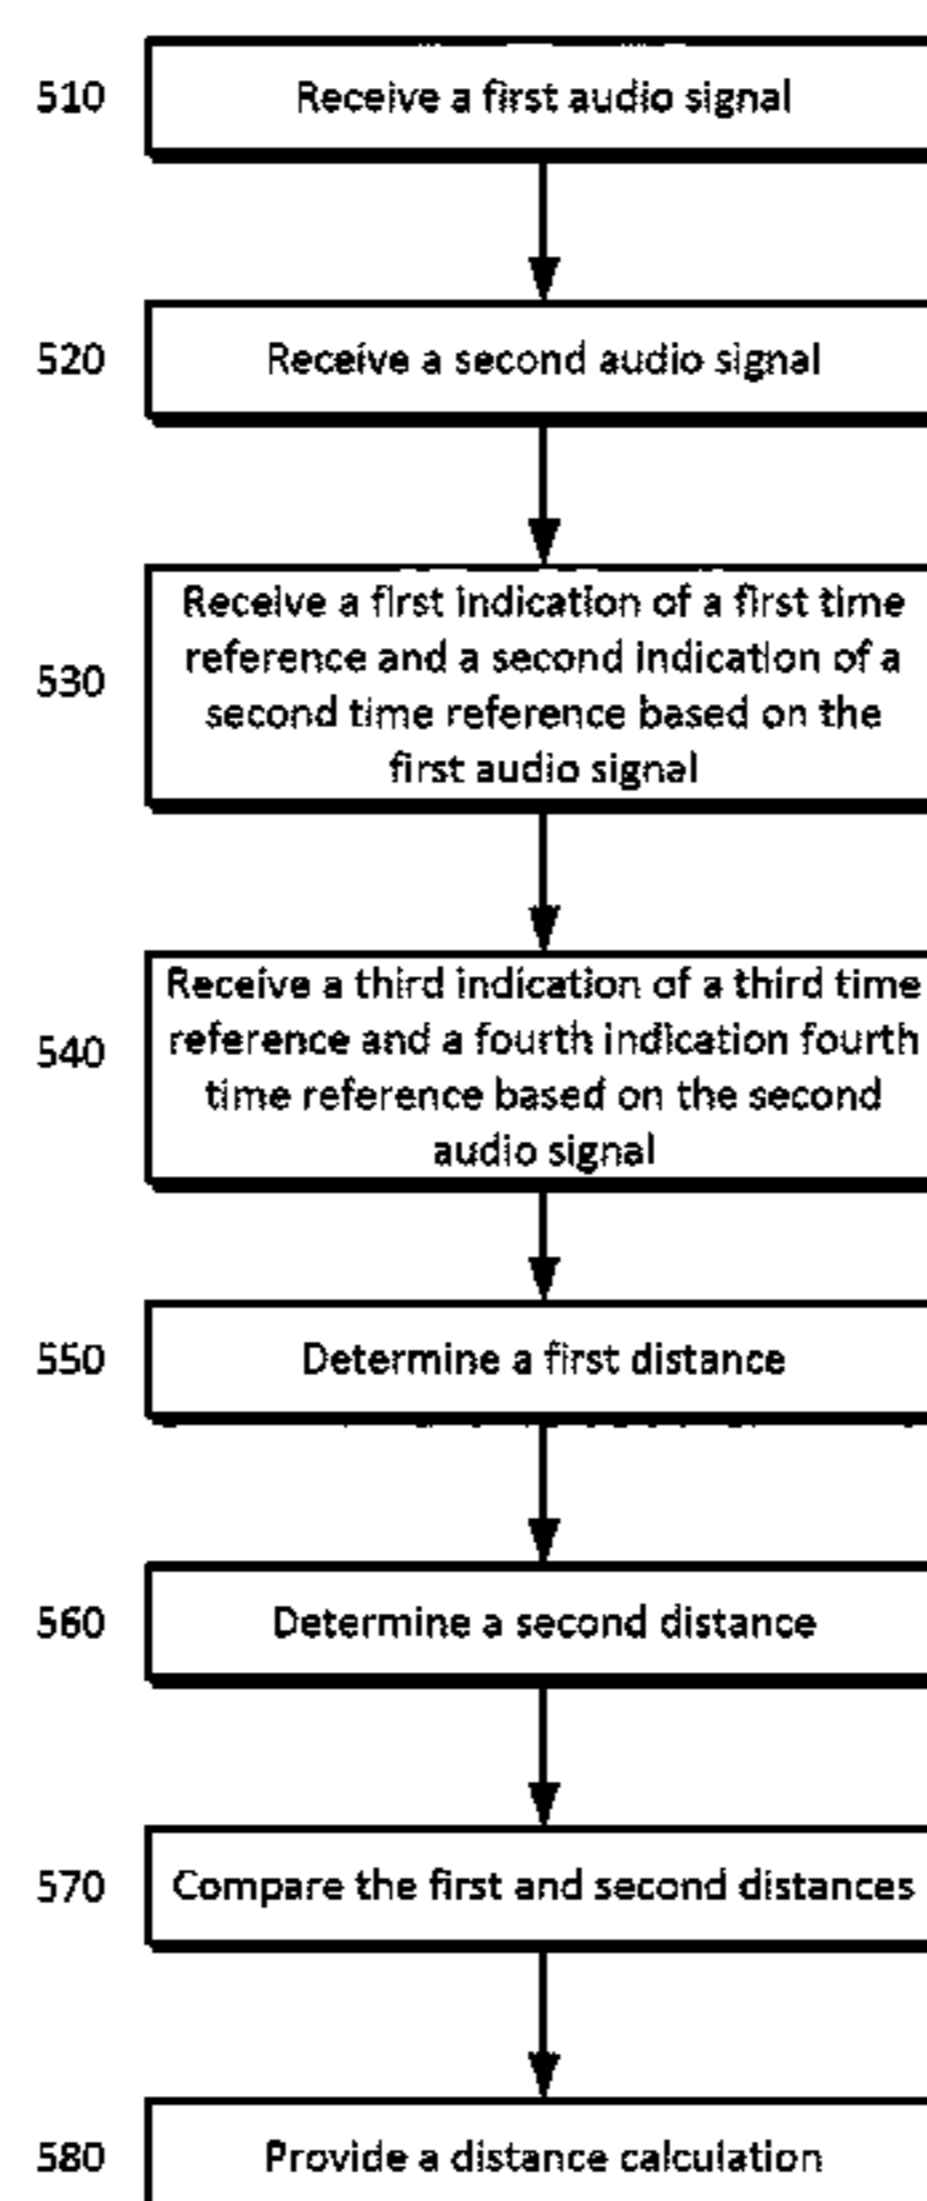 510
Receive a first audio signal
520
Receive a second audio signal
530
Receive a first indication of a first time
reference and a second indication of a
second time reference based on the
first audio signal
540
Receive a third indication of a third time
reference and a fourth indication fourth
time reference based on the second
audio signal
550
Determine a first distance
560
Determine a second distance
570
Compare the first and second distances
580
Provide a distance calculation